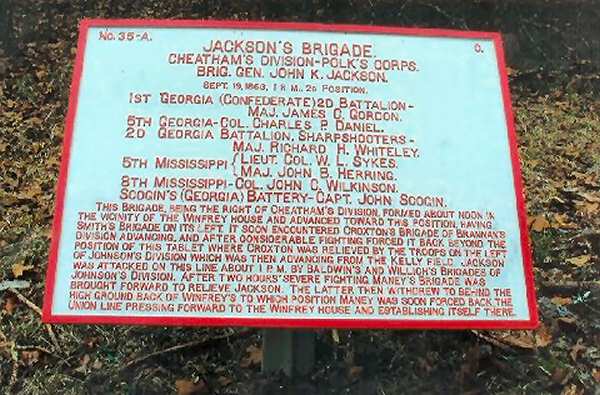 No. 35-A. C.
JACKSON'S BRIGADE.
CHEATHAM'S DIVISION-POLK'S CORPS.
BRIG. GEN. JOHN K. JACKSON.
SEPT. 19, 1863, 1 P.M., 2D POSITION.
1ST GEORGIA (CONFEDERATE) 2D BATTALION-
MAJ. JAMES C. GORDON.
5TH GEORGIA-COL. CHARLES P. DANIEL.
2D GEORGIA BATTALION, SHARPSHOOTERS-
MAJ. RICHARD H. WHITELEY.
5TH MISSISSIPPI { LIEUT. COL. W. L. SYKES.
MAJ. JOHN B. HERRING.
8TH MISSISSIPPI-COL. JOHN C. WILKINSON.
SCOGIN'S (GEORGIA) BATTERY-CAPT. JOHN SCOGIN.
THIS BRIGADE, BEING THE RIGHT OF CHEATHAM'S DIVISION, FORMED ABOUT NOON IN
THE VICINITY OF THE WINFREY HOUSE AND ADVANCED TOWARD THIS POSITION, HAVING
SMITH'S BRIGADE ON ITS LEFT. IT SOON ENCOUNTERED CROXTON'S BRIGADE OF BRANNAN'S
DIVISION ADVANCING, AND AFTER CONSIDERABLE FIGHTING FORCED IT BACK BEYOND THE
POSITION OF THIS TABLET WHERE CROXTON WAS RELIEVED BY THE TROOPS ON THE LEFT
OF JOHNSON'S DIVISION WHICH WAS THEN ADVANCING FROM THE KELLY FIELD. JACKSON
WAS ATTACKED ON THIS LINE ABOUT 1 P.M. BY BALDWIN'S AND WILLICH'S BRIGADES OF
JOHNSON'S DIVISION. AFTER TWO HOURS' SEVERE FIGHTING MANEY'S BRIGADE WAS
BROUGHT FORWARD TO RELIEVE JACKSON. THE LATTER THEN WITHDREW TO BEHIND THE
HIGH GROUND BACK OF WINFREY'S TO WHICH POSITION MANEY WAS SOON FORCED BACK, THE
UNION LINE PRESSING FORWARD TO THE WINFREY HOUSE AND ESTABLISHING ITSELF THERE.